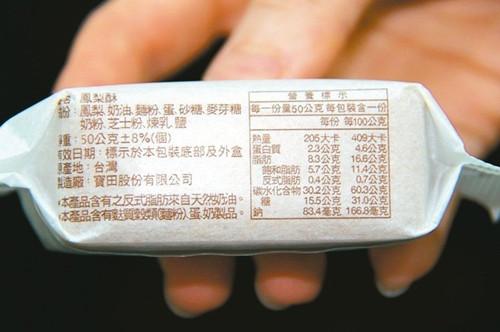 名 鳳梨酥
份 鳳梨、奶油、麵粉、蛋、砂糖、麥芽糖
奶粉、芝士粉、煉乳、鹽
重: 50公克±8%(個)
有效日期: 標示於本包裝底部及外盒
原產地: 台灣
製造廠: 寶田股份有限公司
*本產品含有之反式脂肪來自天然奶油。
*本產品含有麩質穀類(麵粉)、蛋、奶製品。
營養標示
每一份量50公克 每包裝含一份
每份 每100公克
熱量 205大卡 409大卡
蛋白質 2.3公克 4.6公克
脂肪 8.3公克 16.6公克
飽和脂肪 5.7公克 11.4公克
反式脂肪 0.4公克 0.7公克
碳水化合物 30.2公克 60.3公克
糖 15.5公克 31.0公克
鈉 83.4毫克 166.8毫克